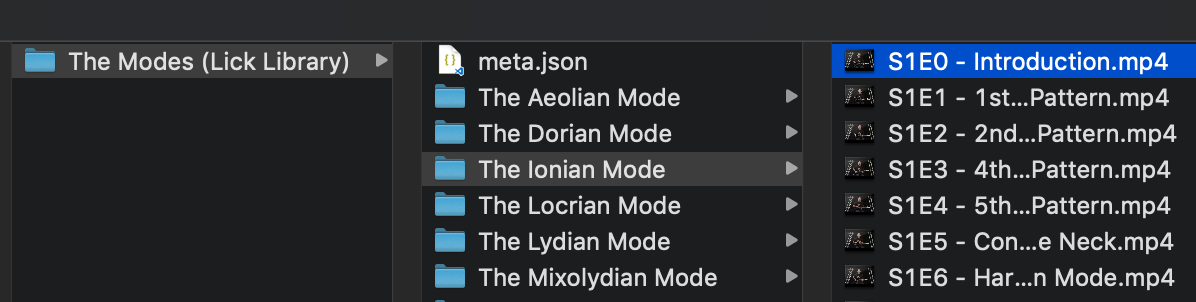 The Modes (Lick Library)
meta.json
The Aeolian Mode
The Dorian Mode
The Ionian Mode
The Locrian Mode
The Lydian Mode
The Mixolydian Mode
S1E0 - Introduction.mp4
S1E1 - 1st...Pattern.mp4
S1E2 - 2nd...Pattern.mp4
S1E3 - 4th...Pattern.mp4
S1E4 - 5th...Pattern.mp4
S1E5 - Con...e Neck.mp4
S1E6 - Har...n Mode.mp4